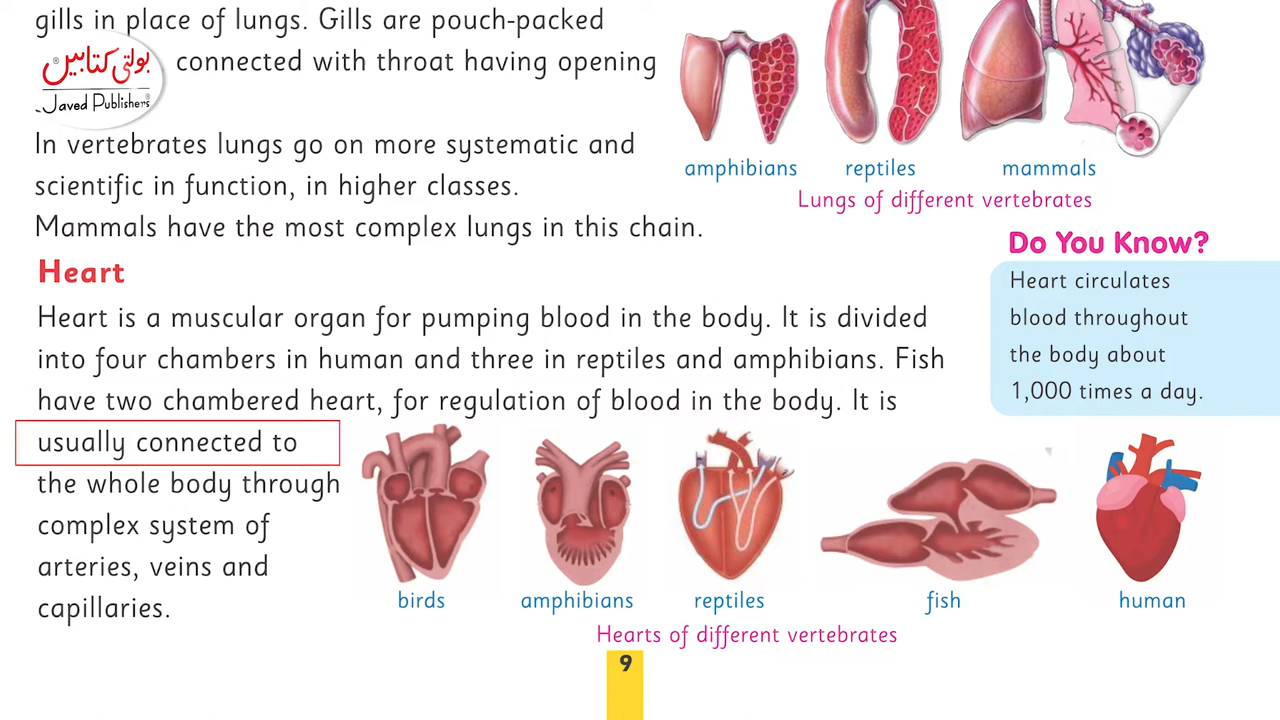 gills in place of lungs. Gills are pouch-packed
connected with throat having opening
بولتی کتابیں
Javed Publishers
In vertebrates lungs go on more systematic and
scientific in function, in higher classes.
Mammals have the most complex lungs in this chain.
amphibians
reptiles
mammals
Lungs of different vertebrates
Do You Know?
Heart circulates
blood throughout
the body about
1,000 times a day.
Heart
Heart is a muscular organ for pumping blood in the body. It is divided
into four chambers in human and three in reptiles and amphibians. Fish
have two chambered heart, for regulation of blood in the body. It is
usually connected to
the whole body through
complex system of
arteries, veins and
capillaries.
birds
amphibians
reptiles
fish
human
Hearts of different vertebrates
9